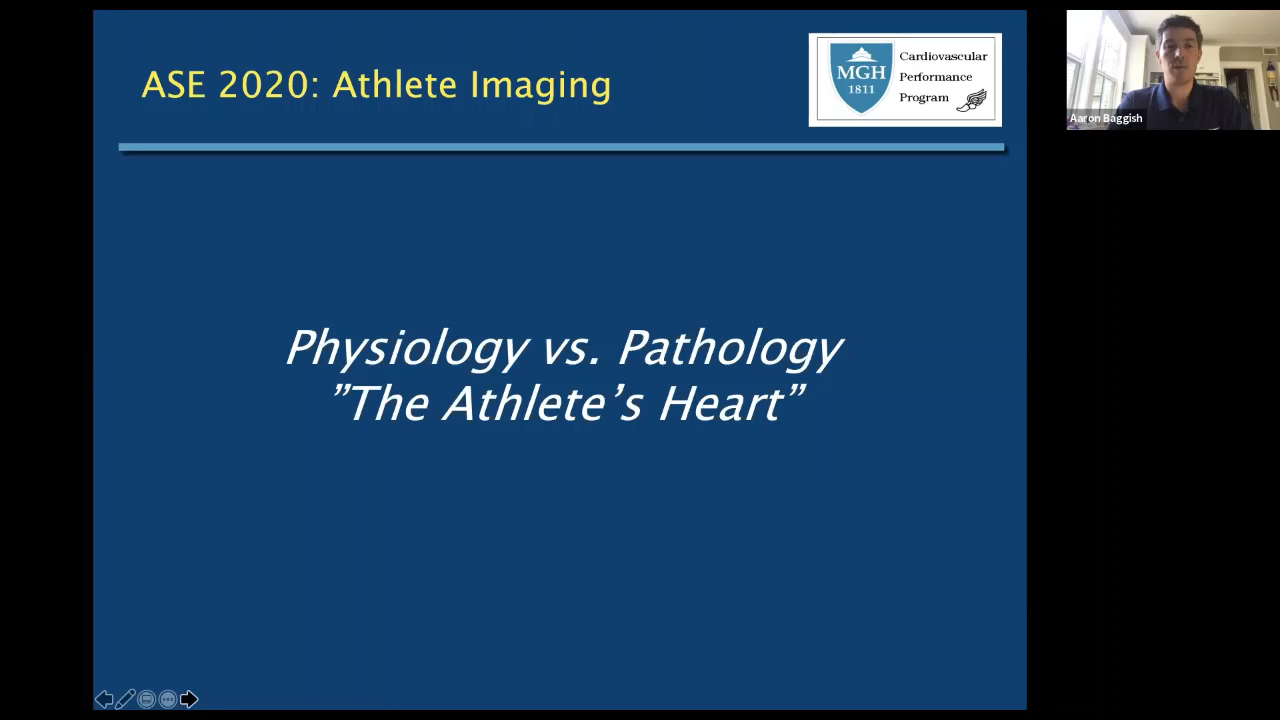 ASE 2020: Athlete Imaging
MGH
1811
Cardiovascular
Performance
Program
Aaron Baggish
Physiology vs. Pathology
”The Athlete’s Heart”